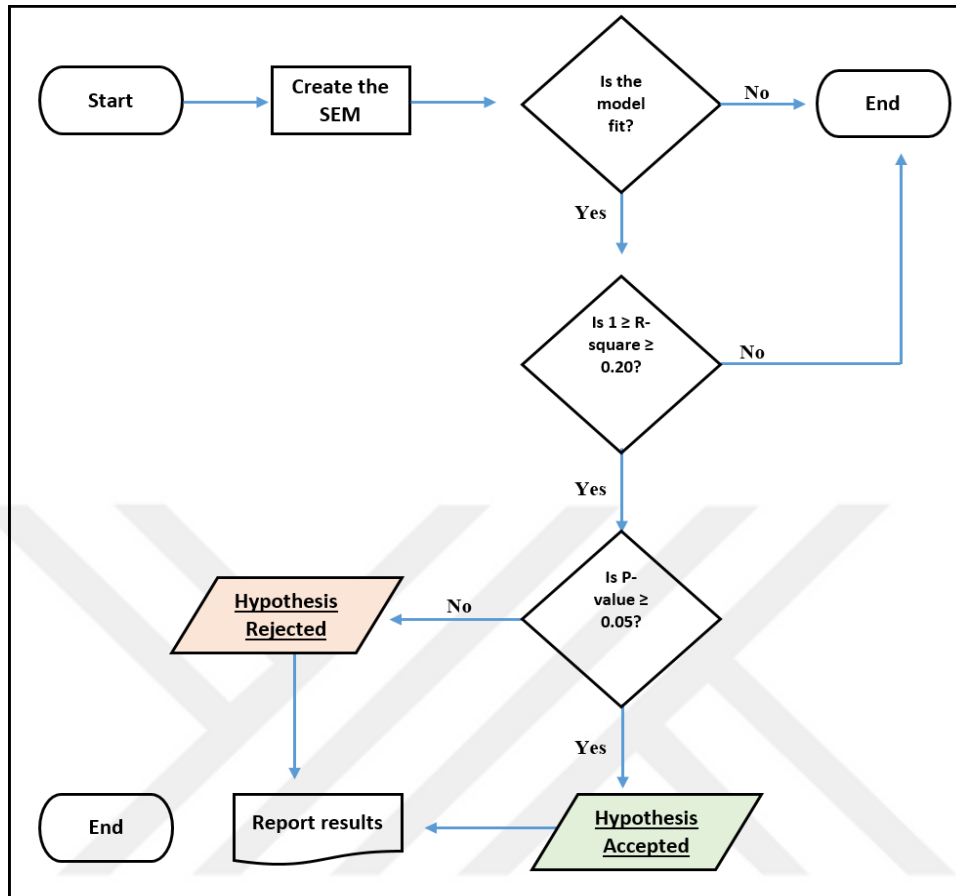 Start
Create the
SEM
Is the
model
fit?
No
End
Yes
Is 1 ≥ R-
square ≥
0.20?
No
Yes
Is P-
value ≥
0.05?
No
Hypothesis
Rejected
Yes
End
Report results
Hypothesis
Accepted